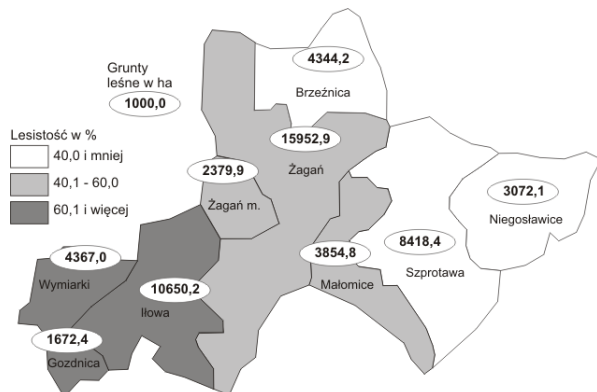 4344,2
Brzeźnica
Grunty
leśne w ha
1000,0
Lesistość w %
40,0 i mniej
40,1 - 60,0
60,1 i więcej
15952,9
Żagań
2379,9
Żagań m.
3072,1
Niegosławice
8418,4
Szprotawa
3854,8
Małomice
4367,0
Wymiarki
10650,2
Iłowa
1672,4
Gozdnica